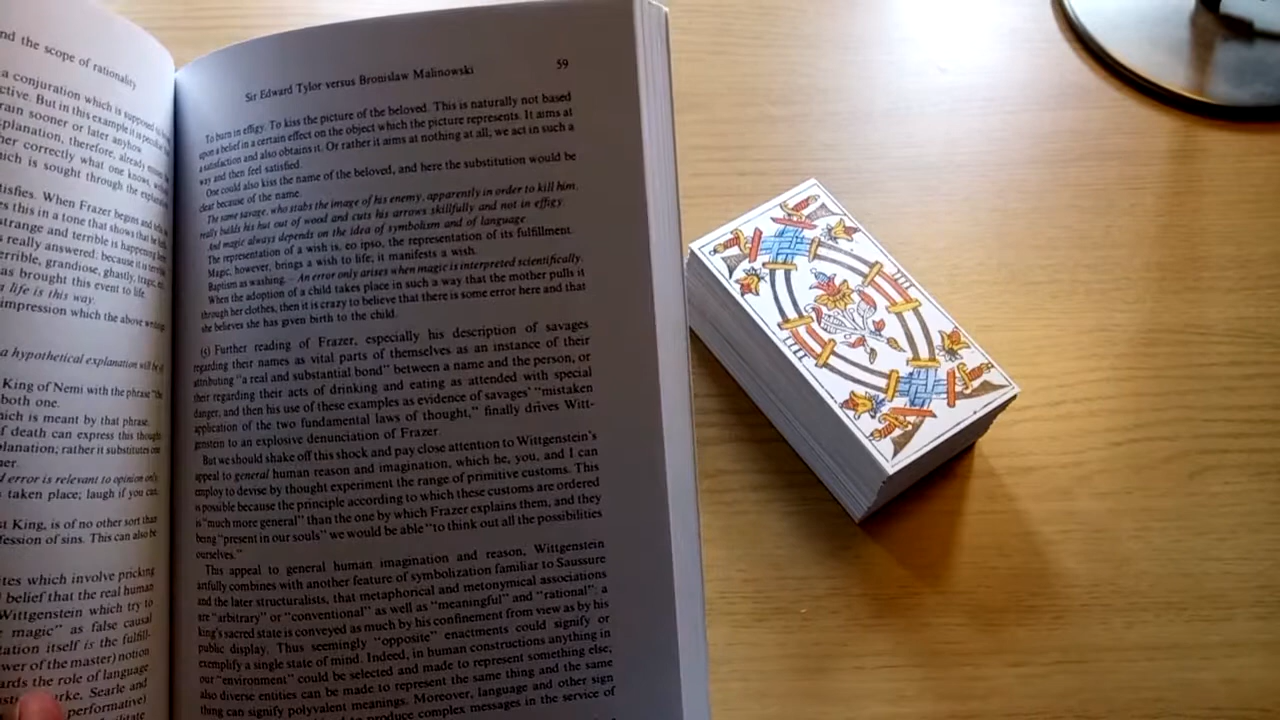 nd the scope of rationality
a conjuration which is supposed to
ctive. But in this example it is
rain sooner or later anyhow.
planation, therefore, already
her correctly what one knows,
hich is sought through the explanation
tisfies. When Frazer begins
es this in a tone that shows that
strange and terrible is happening
s really answered: because it is terrible.
errible, grandiose, ghastly, tragic,
as brought this event to life.
a life is this way.
impression which the above
a hypothetical explanation will be of
King of Nemi with the phrase "the
both one.
hich is meant by that phrase.
f death can express this
planation; rather it substitutes one
her.
d error is relevant to opinion only.
s taken place; laugh if you can.
st King, is of no other sort than
fession of sins. This can also be
ites which involve pricking
l belief that the real human
Wittgenstein which try to
e magic" as false causal
tation itself is the fulfill-
wer of the master) notion
ards the role of language
Searle and
performative)
Sir Edward Tylor versus Bronislaw Malinowski 59
To burn in effigy. To kiss the picture of the beloved. This is naturally not based
upon a belief in a certain effect on the object which the picture represents. It aims at
a satisfaction and also obtains it. Or rather it aims at nothing at all; we act in such a
way and then feel satisfied.
One could also kiss the name of the beloved, and here the substitution would be
clear because of the name.
The same savage, who stabs the image of his enemy, apparently in order to kill him,
really builds his hut out of wood and cuts his arrows skillfully and not in effigy.
And magic always depends on the idea of symbolism and of language.
The representation of a wish is, eo ipso, the representation of its fulfillment.
Magic, however, brings a wish to life; it manifests a wish.
Baptism as washing. – An error only arises when magic is interpreted scientifically.
When the adoption of a child takes place in such a way that the mother pulls it
through her clothes, then it is crazy to believe that there is some error here and that
she believes she has given birth to the child.
(5) Further reading of Frazer, especially his description of savages
regarding their names as vital parts of themselves as an instance of their
attributing "a real and substantial bond" between a name and the person, or
their regarding their acts of drinking and eating as attended with special
danger, and then his use of these examples as evidence of savages' "mistaken
application of the two fundamental laws of thought," finally drives Witt-
genstein to an explosive denunciation of Frazer.
But we should shake off this shock and pay close attention to Wittgenstein's
appeal to general human reason and imagination, which he, you, and I can
employ to devise by thought experiment the range of primitive customs. This
is possible because the principle according to which these customs are ordered
is "much more general" than the one by which Frazer explains them, and they
being "present in our souls" we would be able "to think out all the possibilities
ourselves."
This appeal to general human imagination and reason, Wittgenstein
artfully combines with another feature of symbolization familiar to Saussure
and the later structuralists, that metaphorical and metonymical associations
are "arbitrary" or "conventional" as well as "meaningful" and "rational": a
king's sacred state is conveyed as much by his confinement from view as by his
public display. Thus seemingly "opposite" enactments could signify or
exemplify a single state of mind. Indeed, in human constructions anything in
our "environment" could be selected and made to represent something else;
also diverse entities can be made to represent the same thing and the same
thing can signify polyvalent meanings. Moreover, language and other sign
to produce complex messages in the service of